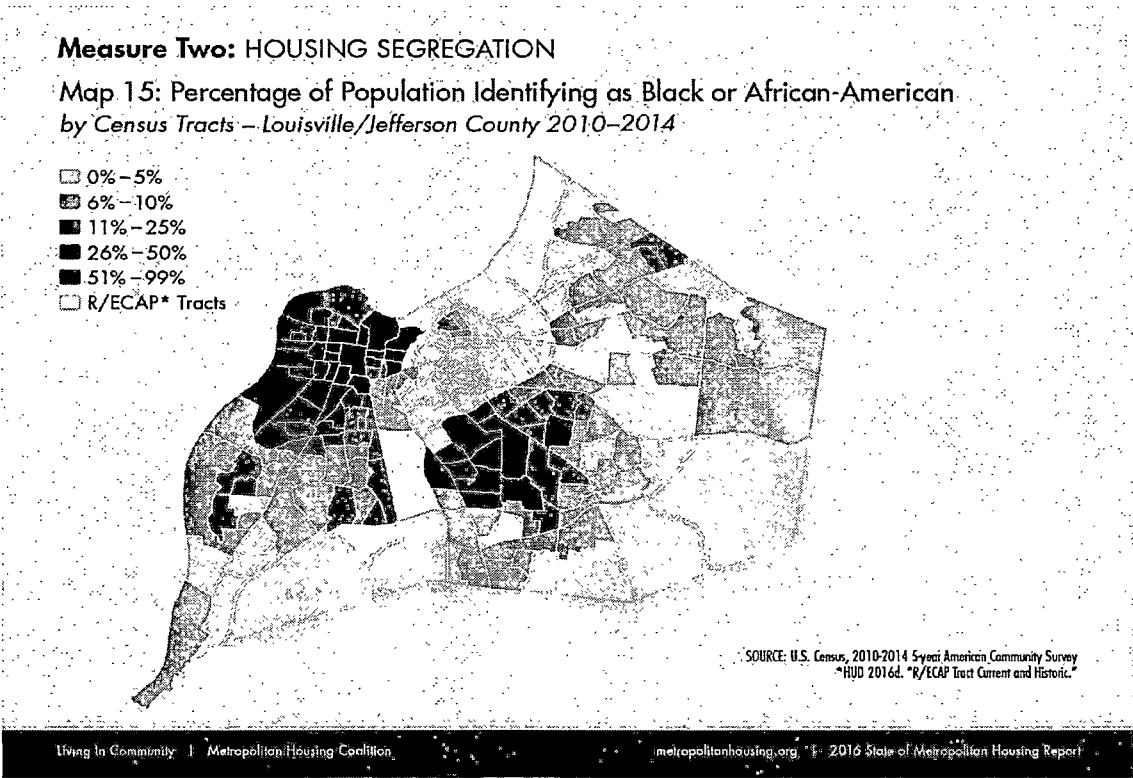 Measure Two: HOUSING SEGREGATION
Map 15: Percentage of Population Identifying as Black or African-American
by Census Tracts – Louisville/Jefferson County 2010–2014
0% – 5%
6% – 10%
11% – 25%
26% – 50%
51% – 99%
R/ECAP* Tracts
SOURCE: U.S. Census, 2010-2014 5-year American Community Survey
*HUD 2016d. "R/ECAP Tract Current and Historic."
Living in Community | Metropolitan Housing Coalition
metropolitanhousing.org | 2016 State of Metropolitan Housing Report